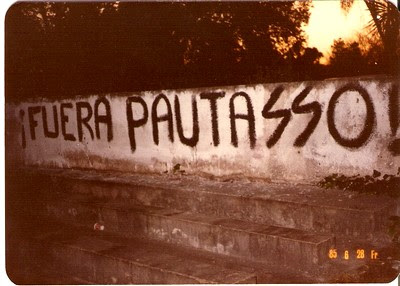 ¡FUERA PAUTASSO!
85 6 28 Fr